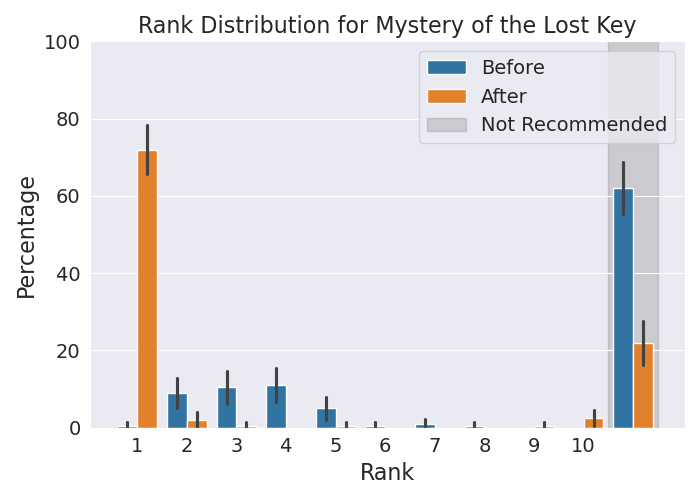 Rank Distribution for Mystery of the Lost Key
100
80
60
40
20
0
Percentage
Before
After
Not Recommended
1 2 3 4 5 6 7 8 9 10
Rank